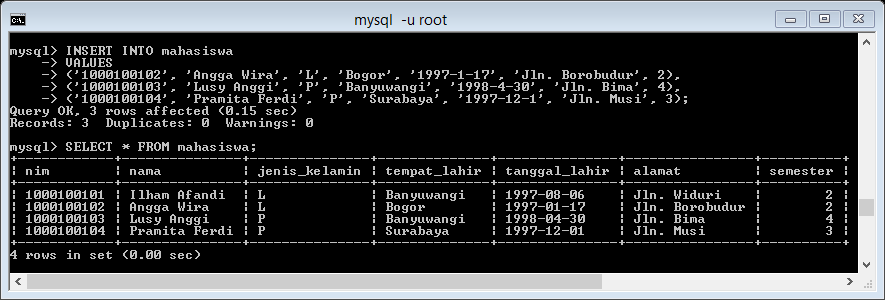 mysql -u root
mysql> INSERT INTO mahasiswa
    -> VALUES
    -> ('1000100102', 'Angga Wira', 'L', 'Bogor', '1997-1-17', 'Jln. Borobudur', 2),
    -> ('1000100103', 'Lusy Anggi', 'P', 'Banyuwangi', '1998-4-30', 'Jln. Bima', 4),
    -> ('1000100104', 'Pramita Ferdi', 'P', 'Surabaya', '1997-12-1', 'Jln. Musi', 3);
Query OK, 3 rows affected (0.15 sec)
Records: 3  Duplicates: 0  Warnings: 0
mysql> SELECT * FROM mahasiswa;
| nim | nama | jenis_kelamin | tempat_lahir | tanggal_lahir | alamat | semester |
| 1000100101 | Ilham Afandi | L | Banyuwangi | 1997-08-06 | Jln. Widuri | 2 |
| 1000100102 | Angga Wira | L | Bogor | 1997-01-17 | Jln. Borobudur | 2 |
| 1000100103 | Lusy Anggi | P | Banyuwangi | 1998-04-30 | Jln. Bima | 4 |
| 1000100104 | Pramita Ferdi | P | Surabaya | 1997-12-01 | Jln. Musi | 3 |
4 rows in set (0.00 sec)